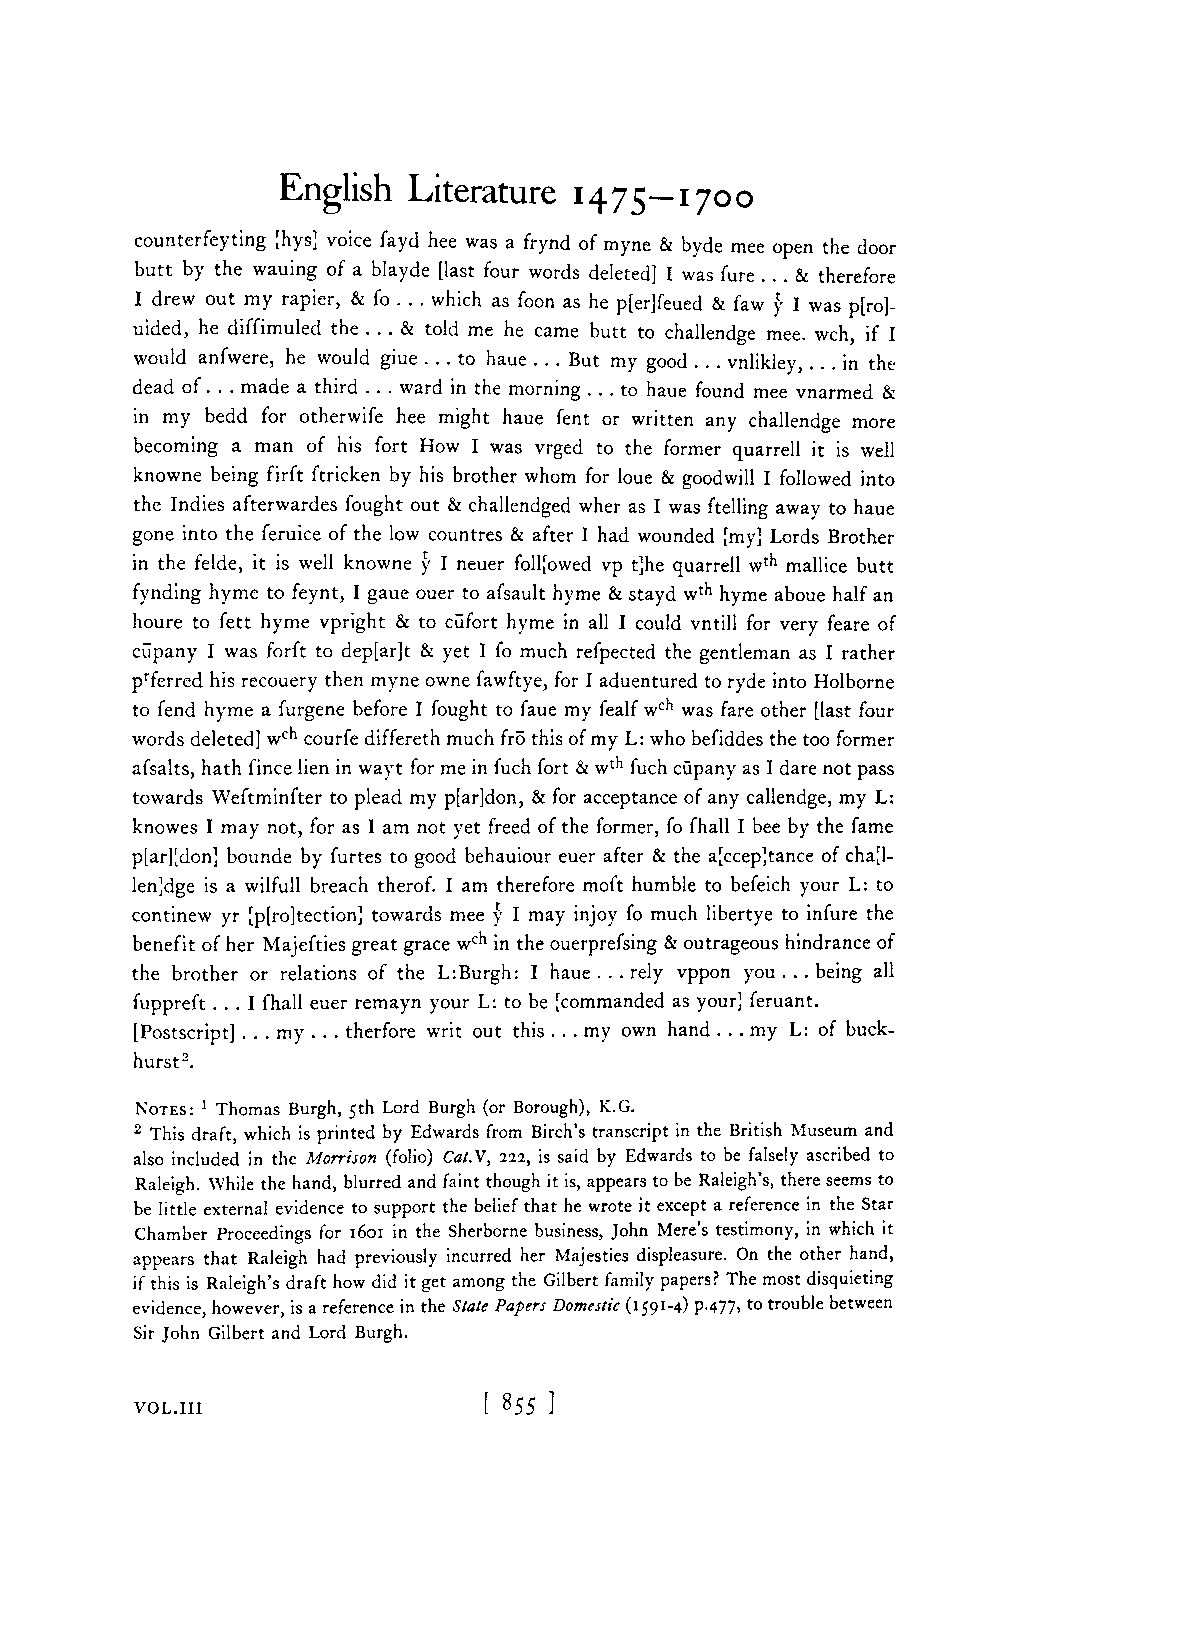 English Literature 1475—1700
counterfeyting [hys] voice ſayd hee was a frynd of myne & byde mee open the door
butt by the wauing of a blayde [last four words deleted] I was ſure . . . & therefore
I drew out my rapier, & ſo . . . which as ſoon as he p[er]ſeued & ſaw yͭ I was p[ro]-
uided, he diſſimuled the . . . & told me he came butt to challendge mee. wch, if I
would anſwere, he would giue . . . to haue . . . But my good . . . vnlikley, . . . in the
dead of . . . made a third . . . ward in the morning . . . to haue found mee vnarmed &
in my bedd for otherwiſe hee might haue ſent or written any challendge more
becoming a man of his ſort How I was vrged to the former quarrell it is well
knowne being firſt ſtricken by his brother whom for loue & goodwill I followed into
the Indies afterwardes ſought out & challendged wher as I was ſtelling away to haue
gone into the ſeruice of the low countres & after I had wounded [my] Lords Brother
in the felde, it is well knowne yͭ I neuer foll[owed vp t]he quarrell wᵗʰ mallice butt
fynding hyme to feynt, I gaue ouer to aſsault hyme & stayd wᵗʰ hyme aboue half an
houre to ſett hyme vpright & to cūfort hyme in all I could vntill for very feare of
cūpany I was forſt to dep[ar]t & yet I ſo much reſpected the gentleman as I rather
pʳferred his recouery then myne owne ſawftye, for I aduentured to ryde into Holborne
to ſend hyme a ſurgene before I ſought to ſaue my ſealf wᶜʰ was fare other [last four
words deleted] wᶜʰ courſe differeth much frō this of my L: who beſiddes the too former
aſsalts, hath ſince lien in wayt for me in ſuch ſort & wᵗʰ ſuch cūpany as I dare not pass
towards Weſtminſter to plead my p[ar]don, & for acceptance of any callendge, my L:
knowes I may not, for as I am not yet freed of the former, ſo ſhall I bee by the ſame
p[ar][don] bounde by ſurtes to good behauiour euer after & the a[ccep]tance of cha[l-
len]dge is a wilfull breach therof. I am therefore moſt humble to beſeich your L: to
continew yr [p[ro]tection] towards mee yͭ I may injoy ſo much libertye to inſure the
benefit of her Majeſties great grace wᶜʰ in the ouerpreſsing & outrageous hindrance of
the brother or relations of the L:Burgh: I haue . . . rely vppon you . . . being all
ſuppreſt . . . I ſhall euer remayn your L: to be [commanded as your] ſeruant.
[Postscript] . . . my . . . therfore writ out this . . . my own hand . . . my L: of buck-
hurst².
NOTES: ¹ Thomas Burgh, 5th Lord Burgh (or Borough), K.G.
² This draft, which is printed by Edwards from Birch's transcript in the British Museum and
also included in the Morrison (folio) Cat.V, 222, is said by Edwards to be falsely ascribed to
Raleigh. While the hand, blurred and faint though it is, appears to be Raleigh's, there seems to
be little external evidence to support the belief that he wrote it except a reference in the Star
Chamber Proceedings for 1601 in the Sherborne business, John Mere's testimony, in which it
appears that Raleigh had previously incurred her Majesties displeasure. On the other hand,
if this is Raleigh's draft how did it get among the Gilbert family papers? The most disquieting
evidence, however, is a reference in the State Papers Domestic (1591-4) p.477, to trouble between
Sir John Gilbert and Lord Burgh.
VOL.III [ 855 ]